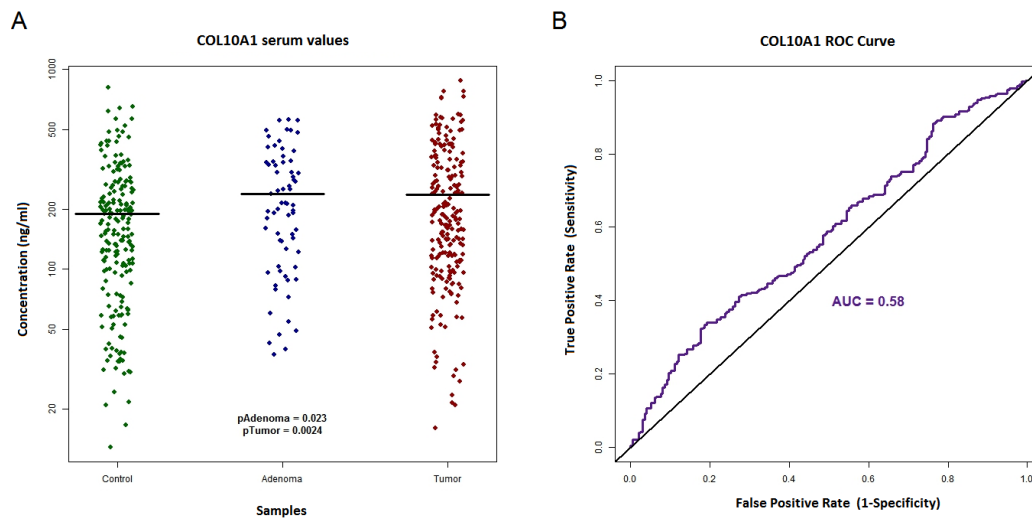 A
COL10A1 serum values
Concentration (ng/ml)
1000
500
200
100
50
20
pAdenoma = 0.023
pTumor = 0.0024
Control
Adenoma
Tumor
Samples
B
COL10A1 ROC Curve
True Positive Rate (Sensitivity)
1.0
0.8
0.6
0.4
0.2
0.0
AUC = 0.58
0.0
0.2
0.4
0.6
0.8
1.0
False Positive Rate (1-Specificity)